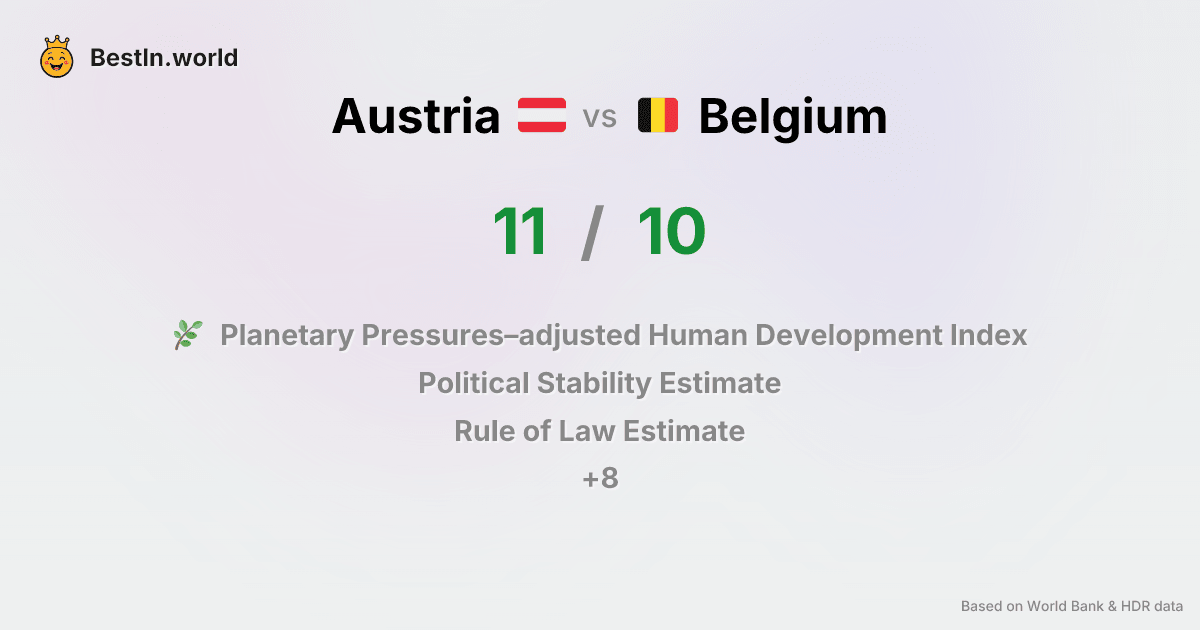 BestIn.world
Austria vs Belgium
11 / 10
Planetary Pressures–adjusted Human Development Index
Political Stability Estimate
Rule of Law Estimate
+8
Based on World Bank & HDR data